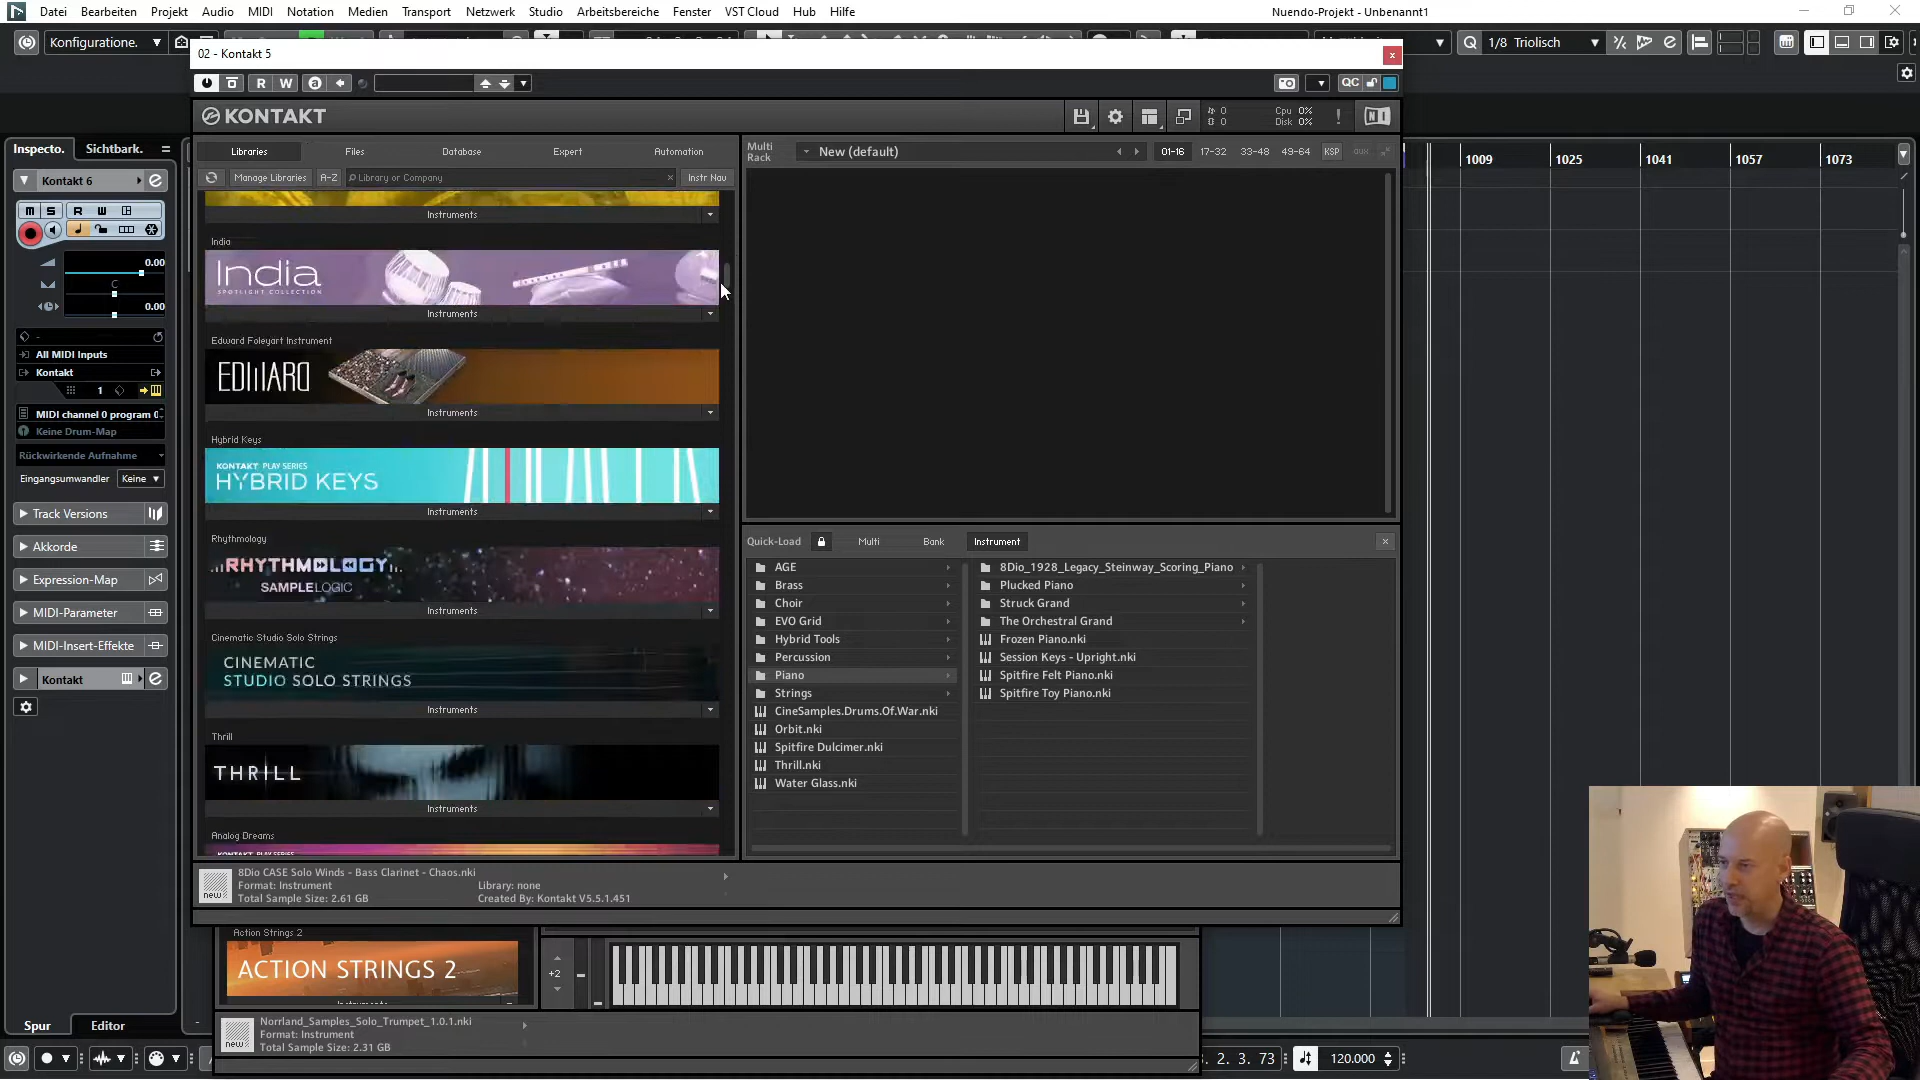 Datei Bearbeiten Projekt Audio MIDI Notation Medien Transport Netzwerk Studio Arbeitsbereiche Fenster VST Cloud Hub Hilfe Nuendo-Projekt - Unbenannt1
Konfiguratione. 1/8 Triolisch
02 - Kontakt 5
R W a QC
KONTAKT 0 0 Cpu 0% Disk 0% ! NI
Inspecto. Sichtbark.
Libraries Files Database Expert Automation
Multi Rack New (default) 01-16 17-32 33-48 49-64 KSP aux
1009 1025 1041 1057 1073
Kontakt 6
Manage Libraries A-Z Library or Company Instr Nav
M S R W
Instruments
0.00
C
0.00
India
India
SPOTLIGHT COLLECTION
Instruments
All MIDI Inputs
Kontakt
1
MIDI channel 0 program 0
Keine Drum-Map
Rückwirkende Aufnahme
Eingangsumwandler Keine
Track Versions
Akkorde
Expression-Map
MIDI-Parameter
MIDI-Insert-Effekte
Kontakt
Edward Foleyart Instrument
EDWARD
Instruments
Hybrid Keys
KONTAKT PLAY SERIES
HYBRID KEYS
Instruments
Rhythmology
RHYTHMOLOGY
SAMPLELOGIC
Instruments
Cinematic Studio Solo Strings
CINEMATIC
STUDIO SOLO STRINGS
Instruments
Thrill
THRILL
Instruments
Analog Dreams
KONTAKT PLAY SERIES
Quick-Load Multi Bank Instrument
AGE
Brass
Choir
EVO Grid
Hybrid Tools
Percussion
Piano
Strings
CineSamples.Drums.Of.War.nki
Orbit.nki
Spitfire Dulcimer.nki
Thrill.nki
Water Glass.nki
8Dio_1928_Legacy_Steinway_Scoring_Piano
Plucked Piano
Struck Grand
The Orchestral Grand
Frozen Piano.nki
Session Keys - Upright.nki
Spitfire Felt Piano.nki
Spitfire Toy Piano.nki
new
8Dio CASE Solo Winds - Bass Clarinet - Chaos.nki
Format: Instrument Library: none
Total Sample Size: 2.61 GB Created By: Kontakt V5.5.1.451
Action Strings 2
ACTION STRINGS 2
+2
new
Norrland_Samples_Solo_Trumpet_1.0.1.nki
Format: Instrument
Total Sample Size: 2.31 GB
Spur Editor
2. 3. 73 120.000